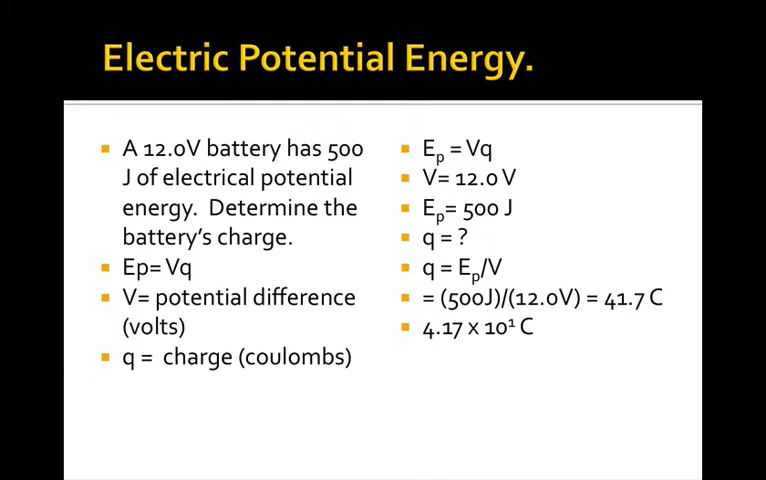 Electric Potential Energy.
A 12.0V battery has 500
J of electrical potential
energy. Determine the
battery's charge.
Ep= Vq
V= potential difference
(volts)
q = charge (coulombs)
Eₚ = Vq
V= 12.0 V
Eₚ= 500 J
q = ?
q = Eₚ/V
= (500J)/(12.0V) = 41.7 C
4.17 x 10¹ C